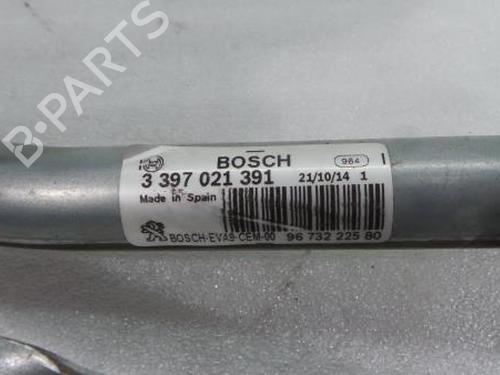 B-PARTS
BOSCH 964
3 397 021 391 21/10/14 1
Made in Spain
BOSCH-EVA9-CEM-00 96 732 225 80